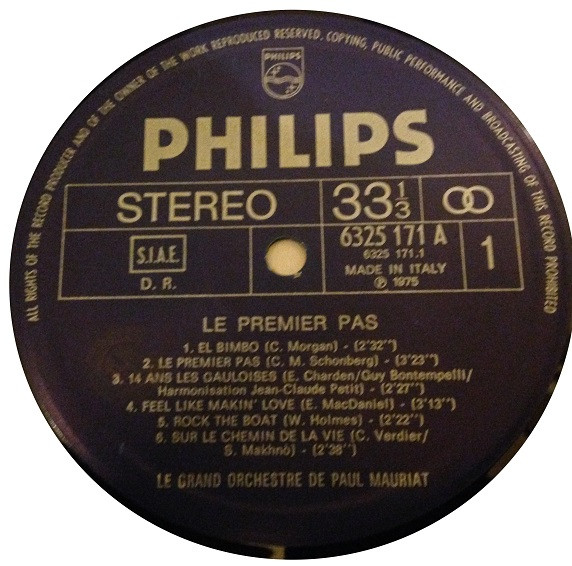 ALL RIGHTS OF THE RECORD PRODUCER AND OF THE OWNER OF THE WORK REPRODUCED RESERVED. COPYING, PUBLIC PERFORMANCE AND BROADCASTING OF THIS RECORD PROHIBITED
PHILIPS
PHILIPS
STEREO 33 1/3
S.I.A.E.
D. R.
6325 171 A
6325 171.1
MADE IN ITALY
℗ 1975
1
LE PREMIER PAS
1. EL BIMBO (C. Morgan) - (2'32'')
2. LE PREMIER PAS (C. M. Schonberg) - (3'23'')
3. 14 ANS LES GAULOISES (E. Charden/Guy Bontempelli/
Harmonisation Jean-Claude Petit) - (2'27'')
4. FEEL LIKE MAKIN' LOVE (E. MacDaniel) - (3'13'')
5. ROCK THE BOAT (W. Holmes) - (2'22'')
6. SUR LE CHEMIN DE LA VIE (C. Verdier/
S. Makhnò) - (2'38'')
LE GRAND ORCHESTRE DE PAUL MAURIAT